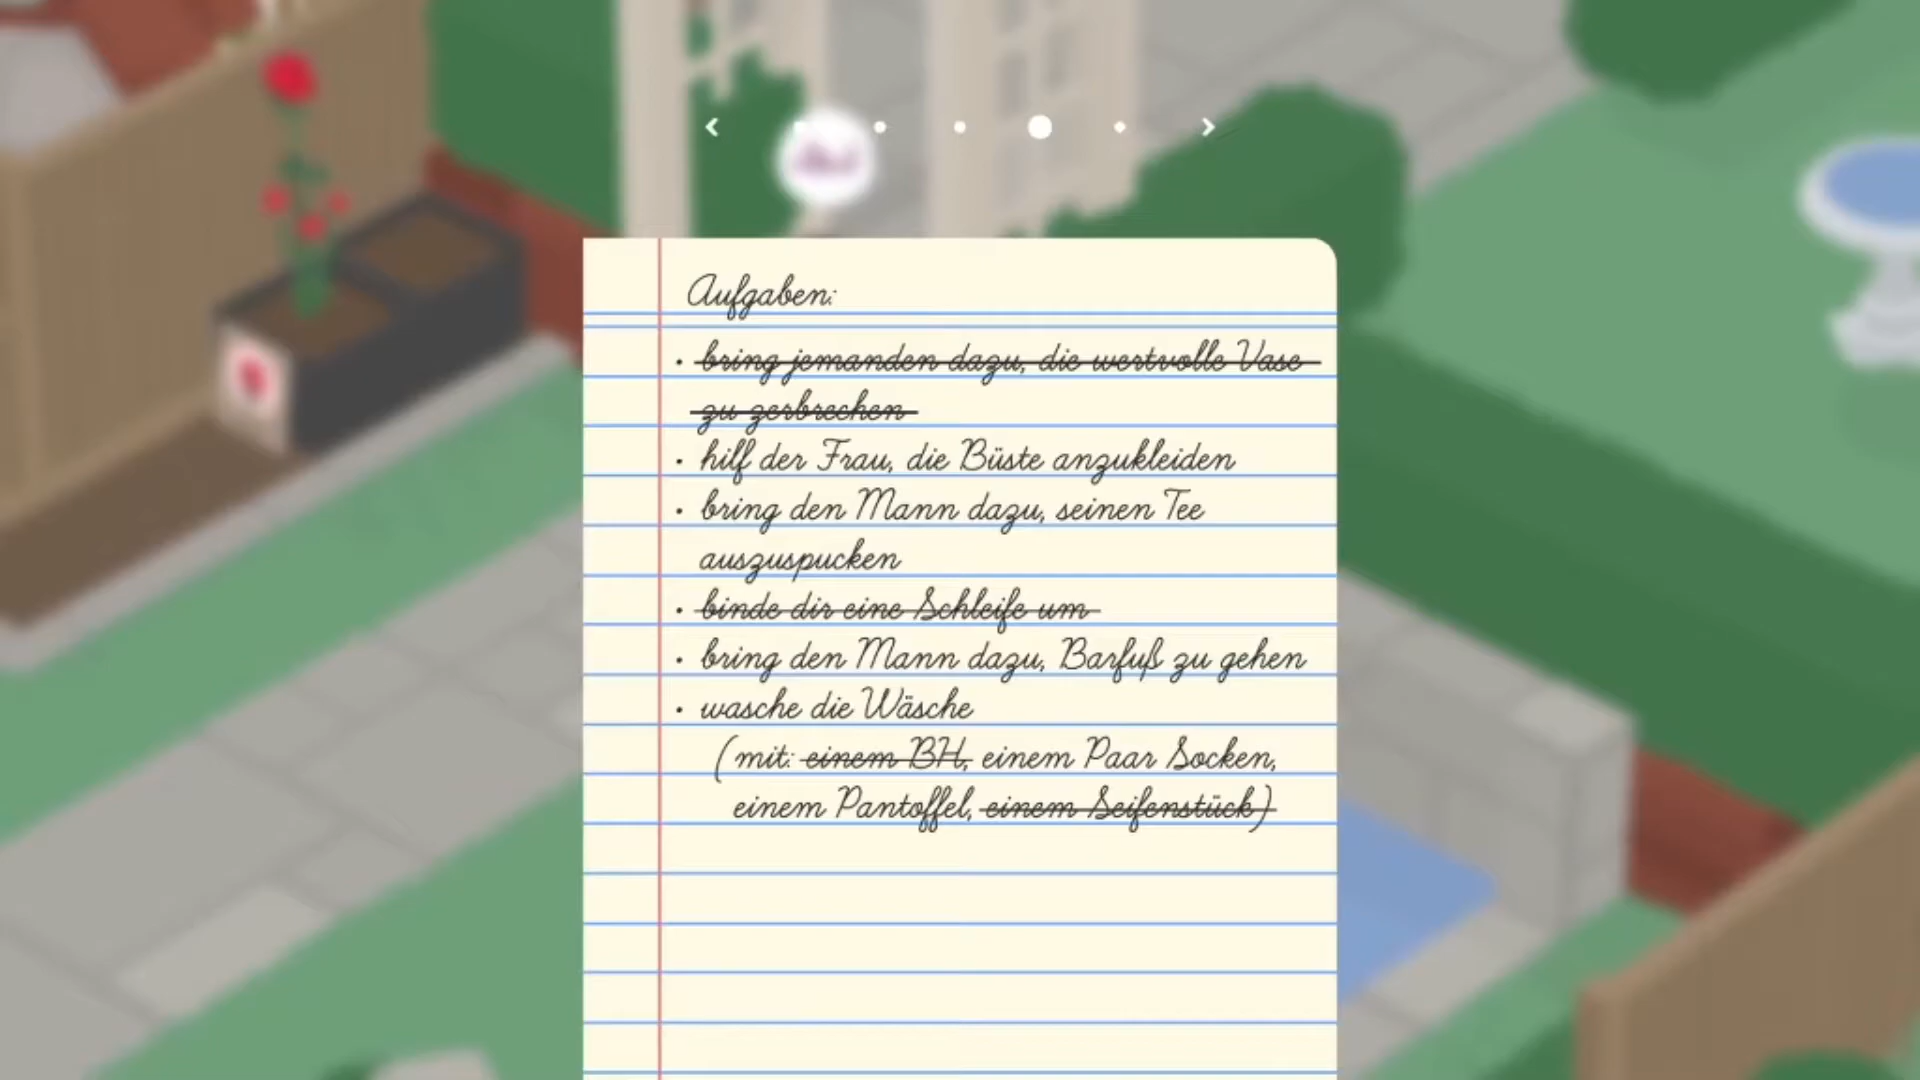 Aufgaben:
• bring jemanden dazu, die wertvolle Vase
zu zerbrechen
• hilf der Frau, die Büste anzukleiden
• bring den Mann dazu, seinen Tee
auszuspucken
• binde dir eine Schleife um
• bring den Mann dazu, Barfuß zu gehen
• wasche die Wäsche
(mit: einem BH, einem Paar Socken,
einem Pantoffel, einem Seifenstück)